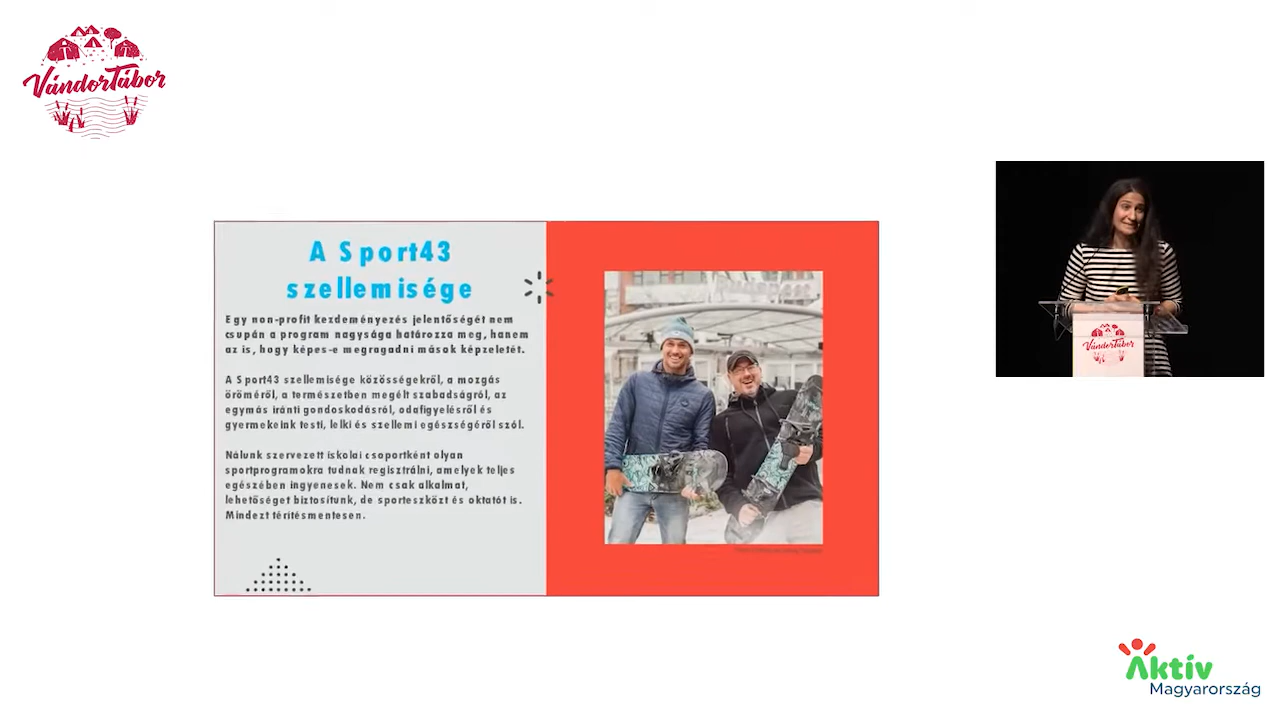 VándorTábor
A Sport43
szellemisége
Egy non-profit kezdeményezés jelentőségét nem
csupán a program nagysága határozza meg, hanem
az is, hogy képes-e megragadni mások képzeletét.
A Sport43 szellemisége közösségekről, a mozgás
öröméről, a természetben megélt szabadságról, az
egymás iránti gondoskodásról, odafigyelésről és
gyermekeink testi, lelki és szellemi egészségéről szól.
Nálunk szervezett iskolai csoportként olyan
sportprogramokra tudnak regisztrálni, amelyek teljes
egészében ingyenesek. Nem csak alkalmat,
lehetőséget biztosítunk, de sporteszközt és oktatót is.
Mindezt térítésmentesen.
VándorTábor
Aktív
Magyarország